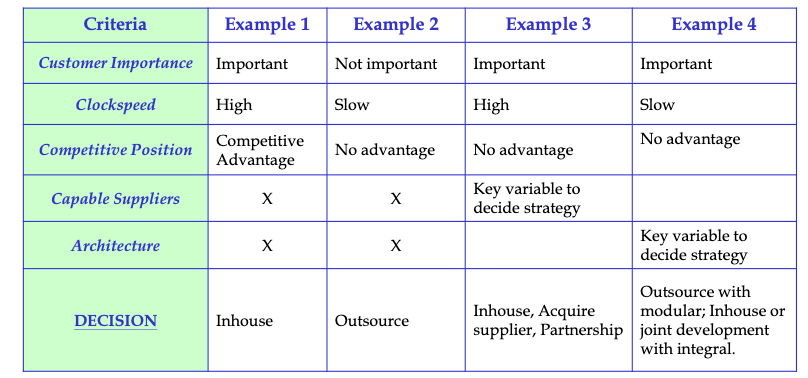 Criteria Example 1 Example 2 Example 3 Example 4
Customer Importance Important Not important Important Important
Clockspeed High Slow High Slow
Competitive Position Competitive
Advantage No advantage No advantage No advantage
Capable Suppliers X X Key variable to
decide strategy
Architecture X X Key variable to
decide strategy
DECISION Inhouse Outsource Inhouse, Acquire
supplier, Partnership Outsource with
modular; Inhouse or
joint development
with integral.